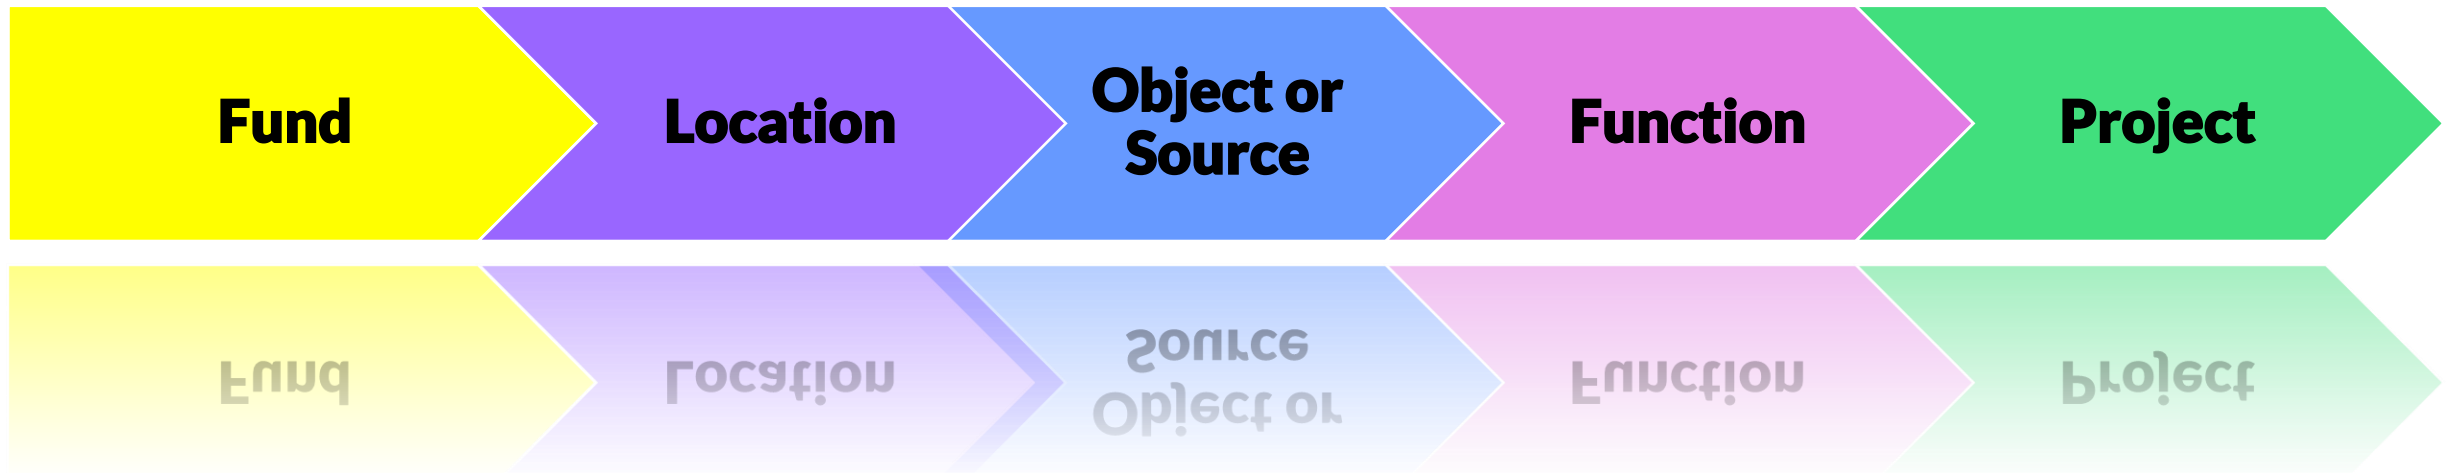 Fund
Location
Object or
Source
Function
Project